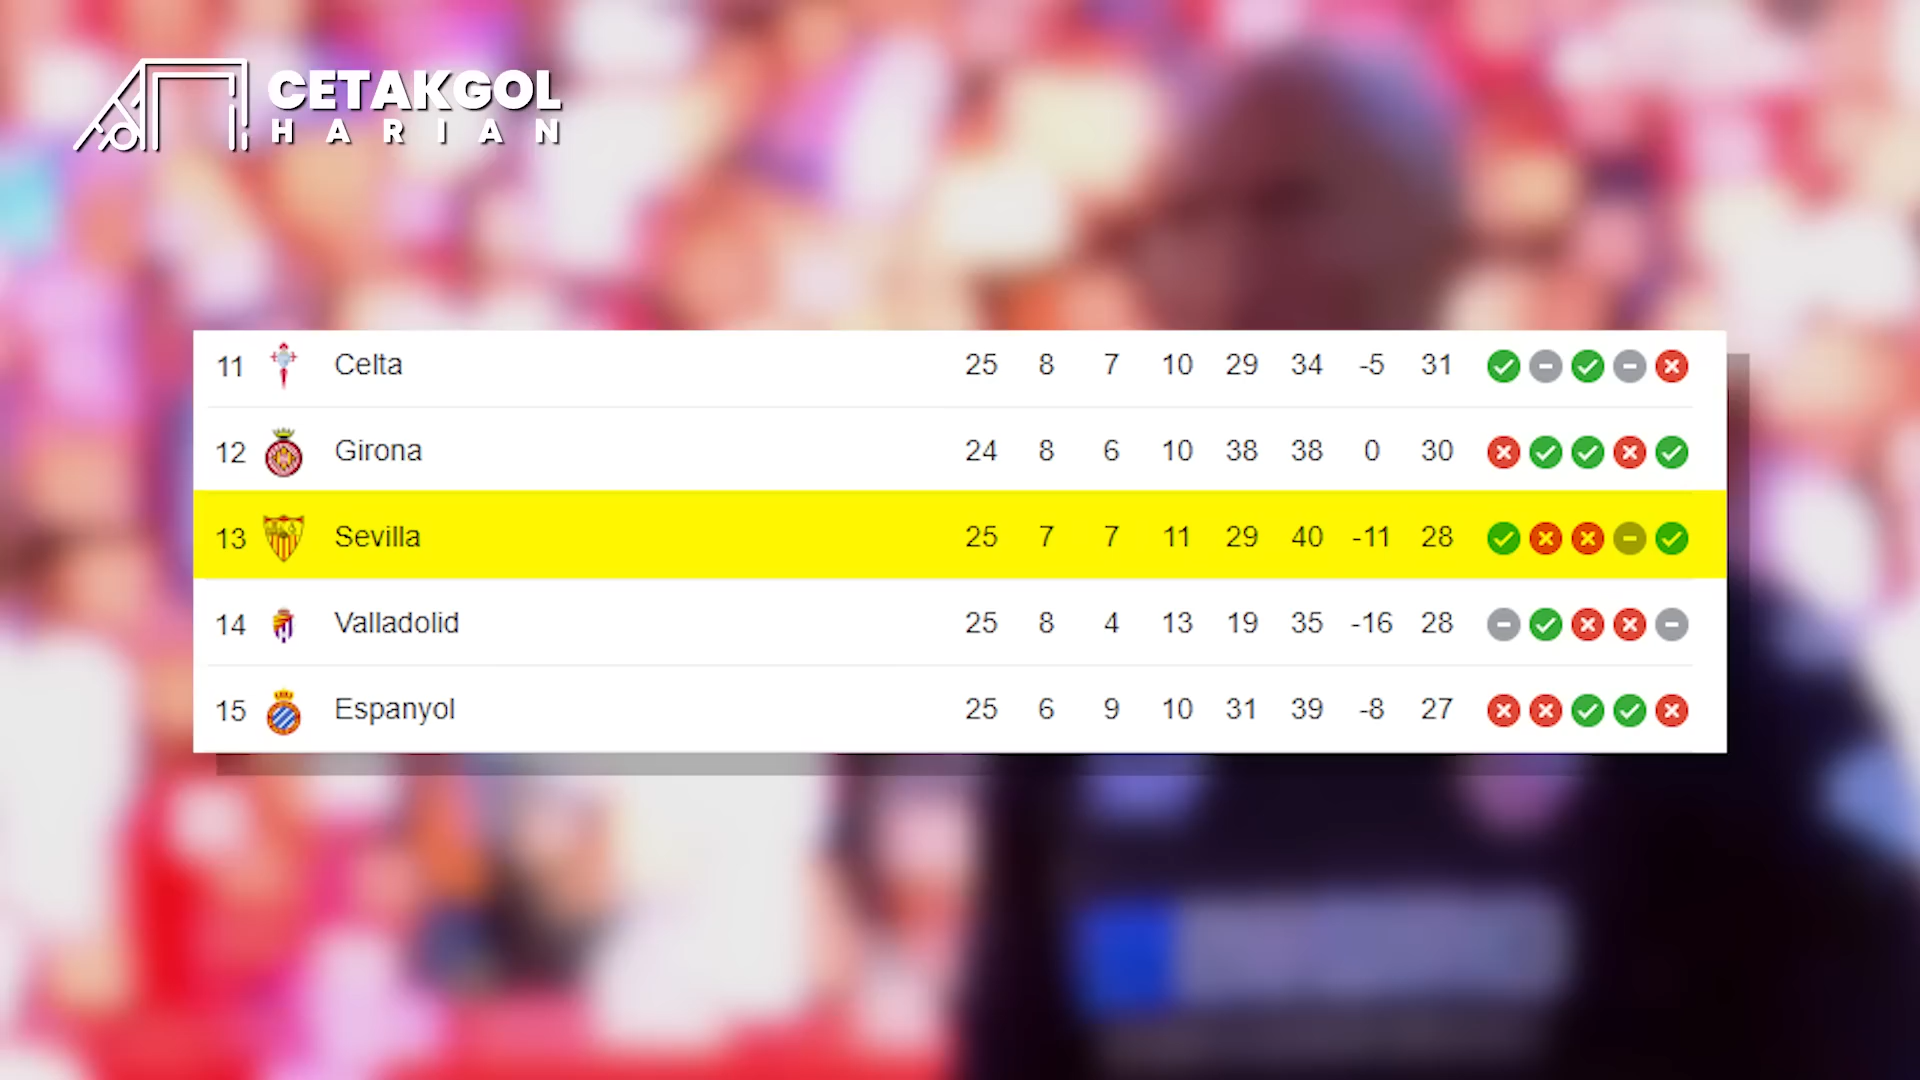 CETAKGOL
HARIAN
11 Celta 25 8 7 10 29 34 -5 31
12 Girona 24 8 6 10 38 38 0 30
13 Sevilla 25 7 7 11 29 40 -11 28
14 Valladolid 25 8 4 13 19 35 -16 28
15 Espanyol 25 6 9 10 31 39 -8 27